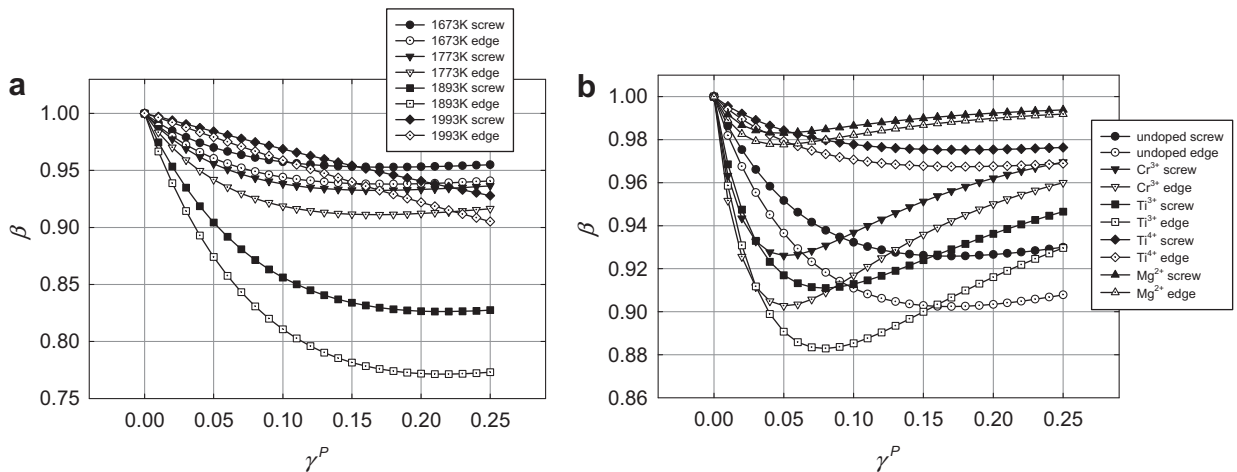 a
1673K screw
1673K edge
1773K screw
1773K edge
1893K screw
1893K edge
1993K screw
1993K edge
1.00
0.95
0.90
0.85
0.80
0.75
β
0.00 0.05 0.10 0.15 0.20 0.25
γᴾ
b
1.00
0.98
0.96
0.94
0.92
0.90
0.88
0.86
β
0.00 0.05 0.10 0.15 0.20 0.25
γᴾ
undoped screw
undoped edge
Cr³⁺ screw
Cr³⁺ edge
Ti³⁺ screw
Ti³⁺ edge
Ti⁴⁺ screw
Ti⁴⁺ edge
Mg²⁺ screw
Mg²⁺ edge